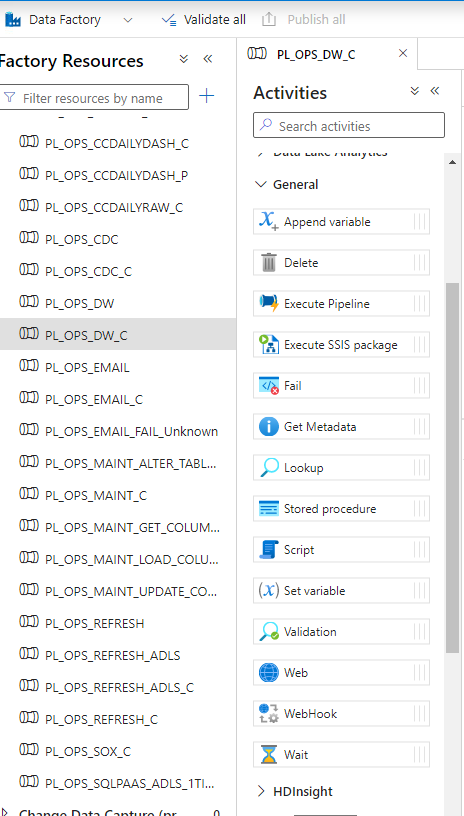 Data Factory
Validate all
Publish all
Factory Resources
Filter resources by name
PL_OPS_CCDAILYDASH_C
PL_OPS_CCDAILYDASH_P
PL_OPS_CCDAILYRAW_C
PL_OPS_CDC
PL_OPS_CDC_C
PL_OPS_DW
PL_OPS_DW_C
PL_OPS_EMAIL
PL_OPS_EMAIL_C
PL_OPS_EMAIL_FAIL_Unknown
PL_OPS_MAINT_ALTER_TABL...
PL_OPS_MAINT_C
PL_OPS_MAINT_GET_COLUM...
PL_OPS_MAINT_LOAD_COLU...
PL_OPS_MAINT_UPDATE_CO...
PL_OPS_REFRESH
PL_OPS_REFRESH_ADLS
PL_OPS_REFRESH_ADLS_C
PL_OPS_REFRESH_C
PL_OPS_SOX_C
PL_OPS_SQLPAAS_ADLS_1TI...
Change Data Capture (pr... 0
PL_OPS_DW_C
Activities
Search activities
Data Lake Analytics
General
Append variable
Delete
Execute Pipeline
Execute SSIS package
Fail
Get Metadata
Lookup
Stored procedure
Script
(x) Set variable
Validation
Web
WebHook
Wait
HDInsight